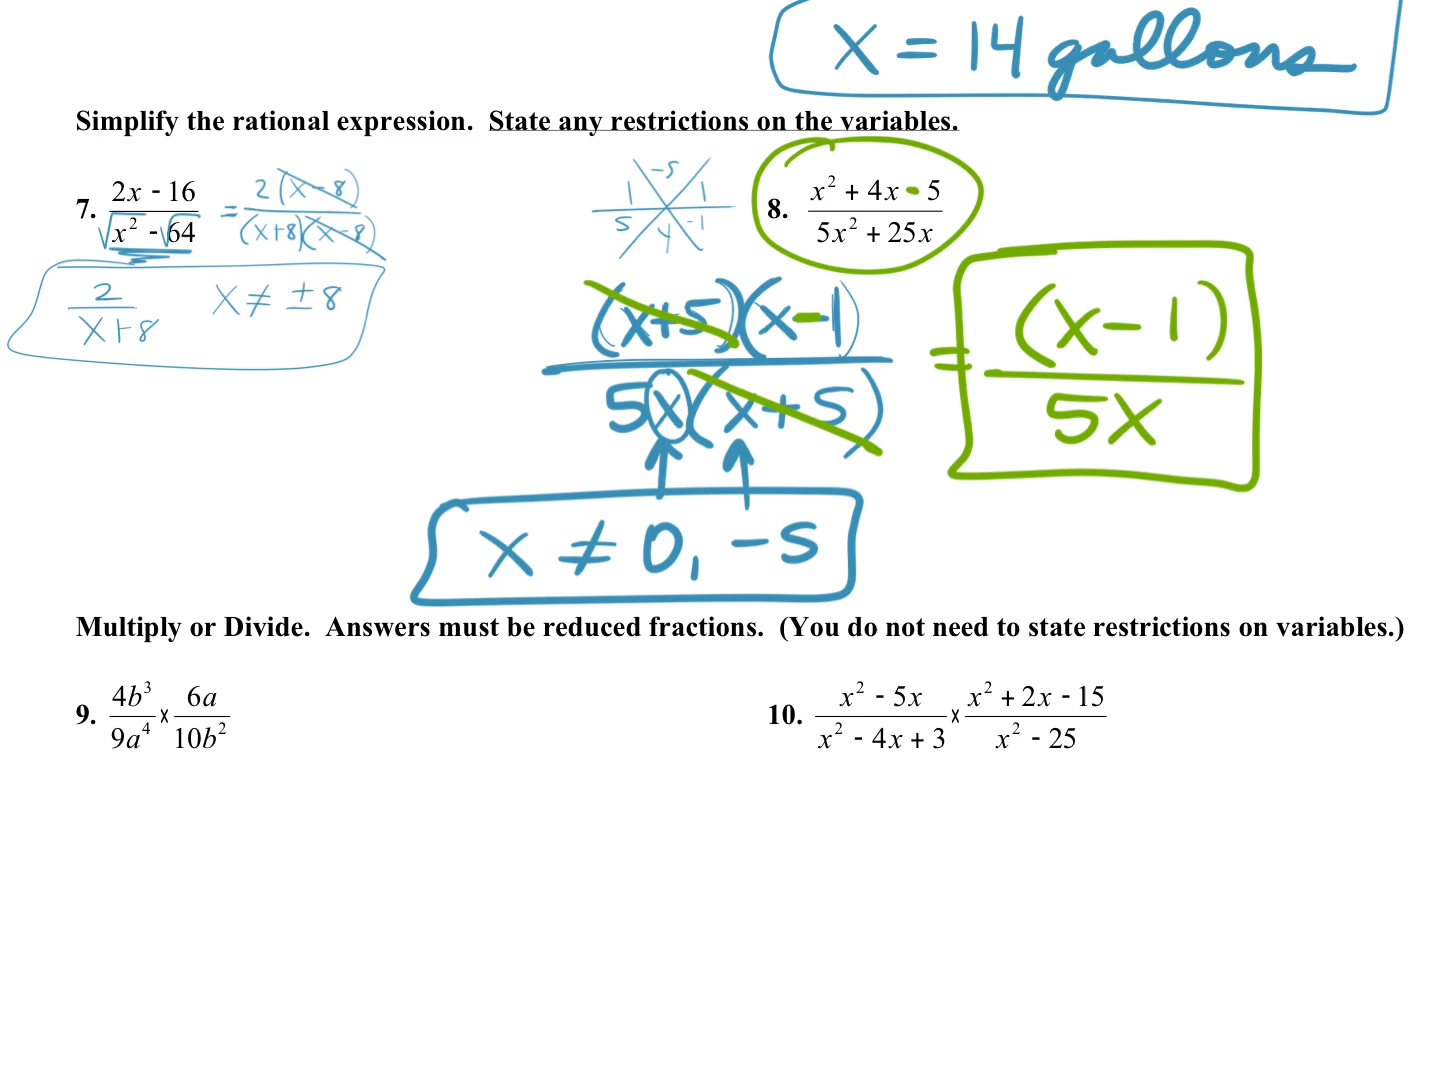 x = 14 gallons
Simplify the rational expression. State any restrictions on the variables.
7. (2x - 16)/(√x² - √64) = 2(x-8)/((x+8)(x-8))
2/(x+8) x ≠ ±8
-5
1 1
5 4 -1
8. (x² + 4x - 5)/(5x² + 25x)
(x+5)(x-1)/(5x(x+5)) = (x-1)/(5x)
x ≠ 0, -5
Multiply or Divide. Answers must be reduced fractions. (You do not need to state restrictions on variables.)
9. (4b³)/(9a⁴) × (6a)/(10b²)
10. (x² - 5x)/(x² - 4x + 3) × (x² + 2x - 15)/(x² - 25)